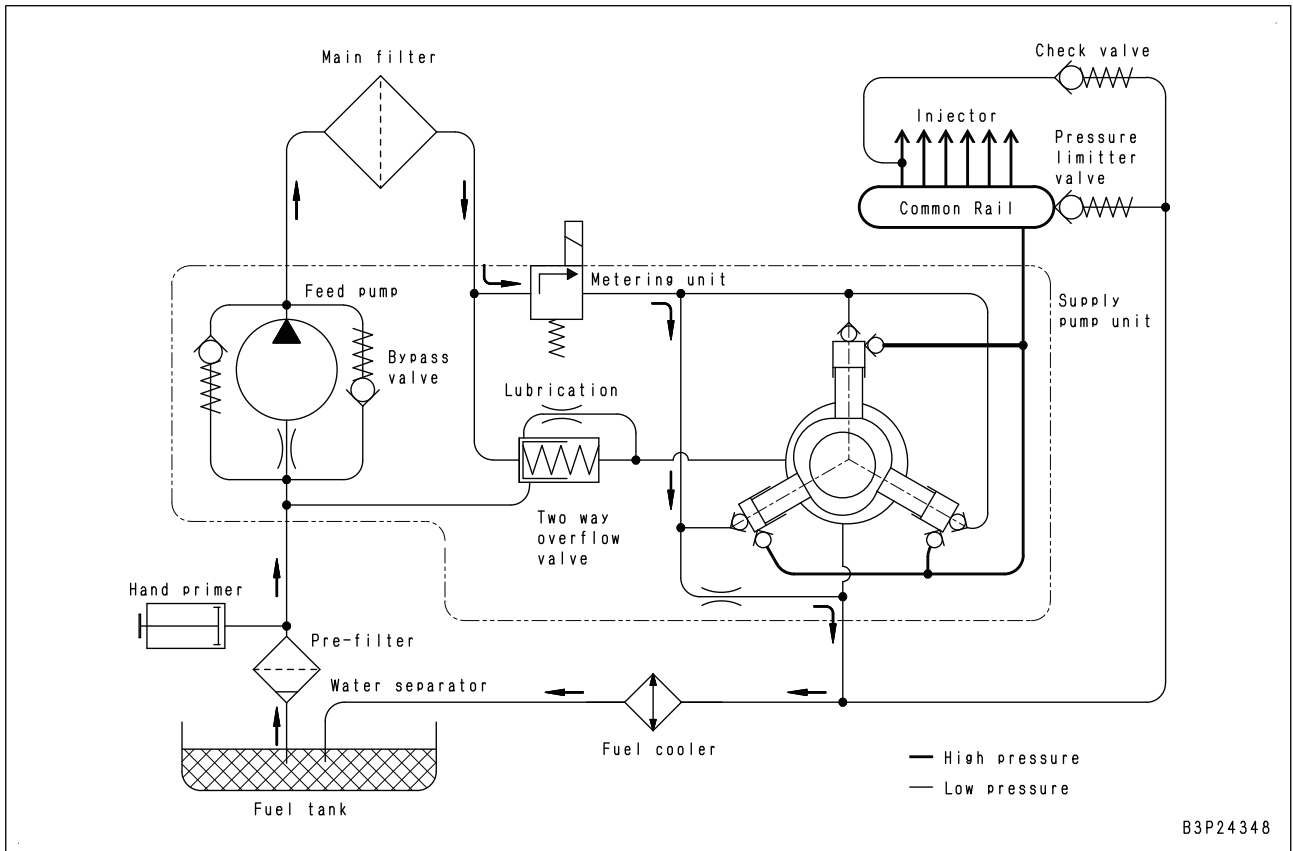 Main filter
Check valve
Injector
Pressure
limitter
valve
Common Rail
Metering unit
Feed pump
Supply
pump unit
Bypass
valve
Lubrication
Two way
overflow
valve
Hand primer
Pre-filter
Water separator
Fuel cooler
High pressure
Low pressure
Fuel tank
B3P24348